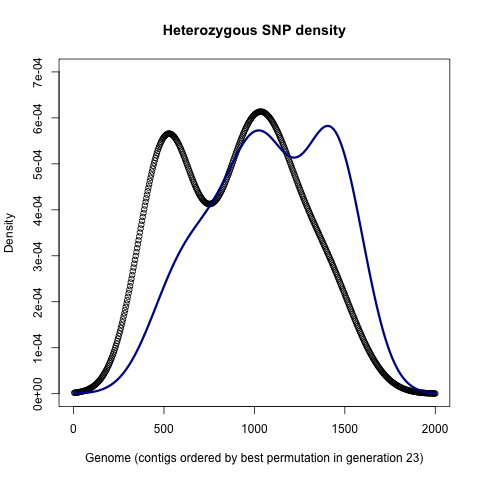 Heterozygous SNP density
Density
7e-04
6e-04
5e-04
4e-04
3e-04
2e-04
1e-04
0e+00
0 500 1000 1500 2000
Genome (contigs ordered by best permutation in generation 23)